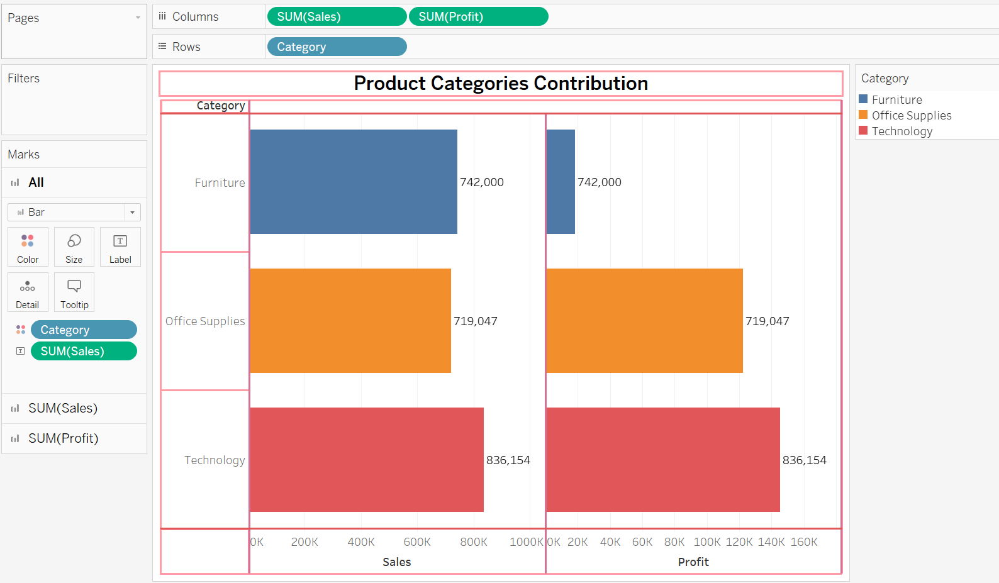 Pages
Columns
SUM(Sales)
SUM(Profit)
Rows
Category
Filters
Marks
All
Bar
Color
Size
T
Label
Detail
Tooltip
Category
T
SUM(Sales)
SUM(Sales)
SUM(Profit)
Product Categories Contribution
Category
Furniture
742,000
742,000
Office Supplies
719,047
719,047
Technology
836,154
836,154
0K 200K 400K 600K 800K 1000K
0K 20K 40K 60K 80K 100K 120K 140K 160K
Sales
Profit
Category
Furniture
Office Supplies
Technology